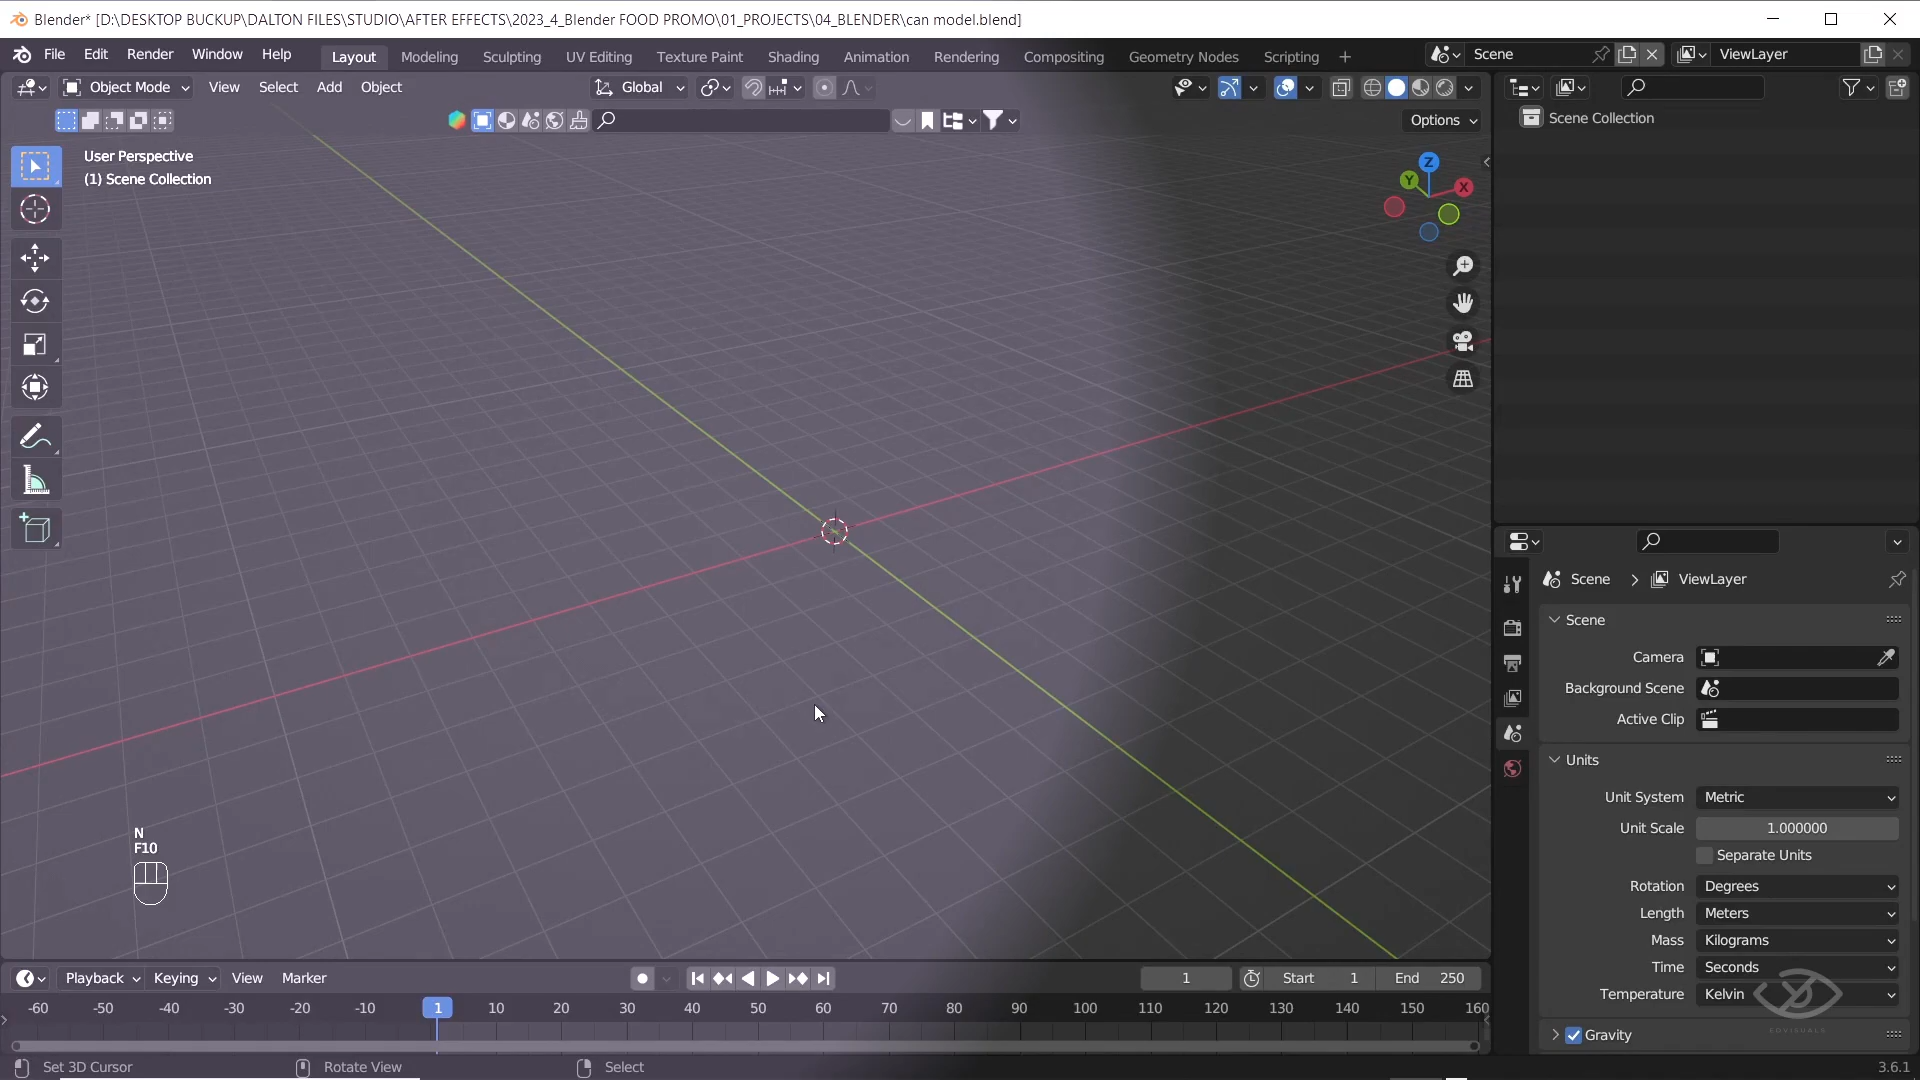 Blender* [D:\DESKTOP BUCKUP\DALTON FILES\STUDIO\AFTER EFFECTS\2023_4_Blender FOOD PROMO\01_PROJECTS\04_BLENDER\can model.blend]
File Edit Render Window Help Layout Modeling Sculpting UV Editing Texture Paint Shading Animation Rendering Compositing Geometry Nodes Scripting + Scene ViewLayer
Object Mode View Select Add Object Global
Options
Scene Collection
User Perspective
(1) Scene Collection
Z
Y
X
Scene > ViewLayer
Scene
Camera
Background Scene
Active Clip
Units
Unit System Metric
Unit Scale 1.000000
Separate Units
Rotation Degrees
Length Meters
Mass Kilograms
Time Seconds
Temperature Kelvin
EDVISUALS
Gravity
N
F10
Playback Keying View Marker 1 Start 1 End 250
-60 -50 -40 -30 -20 -10 1 10 20 30 40 50 60 70 80 90 100 110 120 130 140 150 160
Set 3D Cursor Rotate View Select 3.6.1